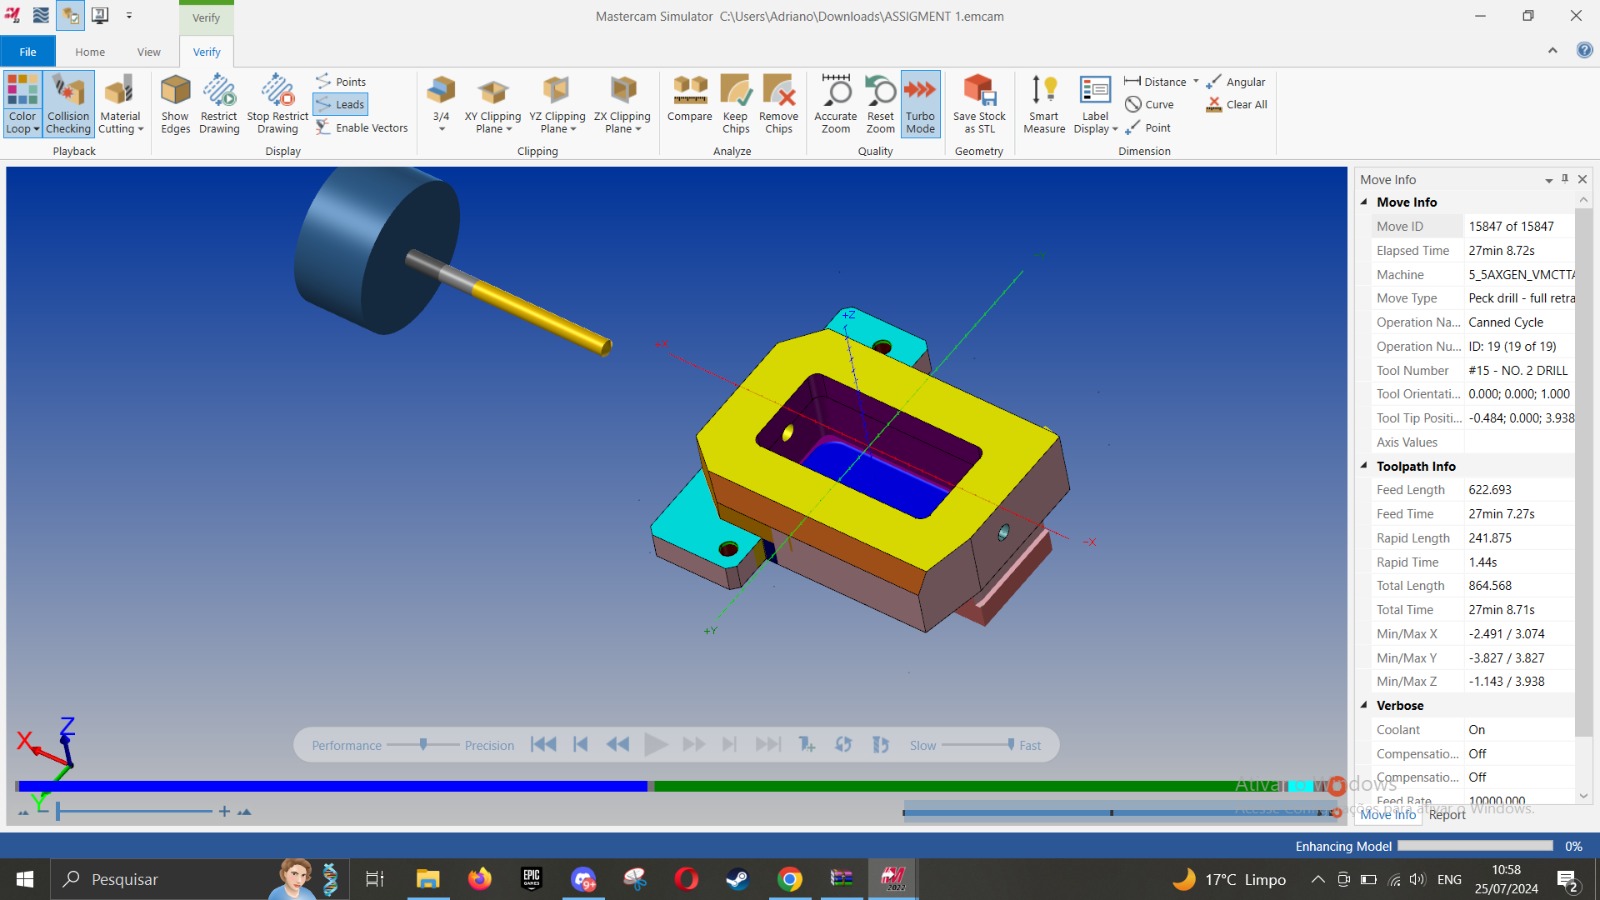 Verify
Mastercam Simulator C:\Users\Adriano\Downloads\ASSIGMENT 1.emcam
File
Home
View
Verify
Color Loop
Collision Checking
Material Cutting
Playback
Show Edges
Restrict Drawing
Stop Restrict Drawing
Points
Leads
Enable Vectors
Display
3/4
XY Clipping Plane
YZ Clipping Plane
ZX Clipping Plane
Clipping
Compare
Keep Chips
Remove Chips
Analyze
Accurate Zoom
Reset Zoom
Turbo Mode
Quality
Save Stock as STL
Geometry
Smart Measure
Label Display
Distance
Curve
Point
Angular
Clear All
Dimension
+Z
+X
-X
+Y
X
Z
Y
Performance
Precision
Slow
Fast
Move Info
Move Info
Move ID 15847 of 15847
Elapsed Time 27min 8.72s
Machine 5_5AXGEN_VMCTTA
Move Type Peck drill - full retra
Operation Na... Canned Cycle
Operation Nu... ID: 19 (19 of 19)
Tool Number #15 - NO. 2 DRILL
Tool Orientati... 0.000; 0.000; 1.000
Tool Tip Positi... -0.484; 0.000; 3.938
Axis Values
Toolpath Info
Feed Length 622.693
Feed Time 27min 7.27s
Rapid Length 241.875
Rapid Time 1.44s
Total Length 864.568
Total Time 27min 8.71s
Min/Max X -2.491 / 3.074
Min/Max Y -3.827 / 3.827
Min/Max Z -1.143 / 3.938
Verbose
Coolant On
Compensatio... Off
Compensatio... Off
Feed Rate 10000.000
Move Info
Report
Ativar o Windows
Acesse Configurações para ativar o Windows.
Enhancing Model 0%
Pesquisar
EPIC GAMES
9+
2022
17°C Limpo
ENG
10:58
25/07/2024
2